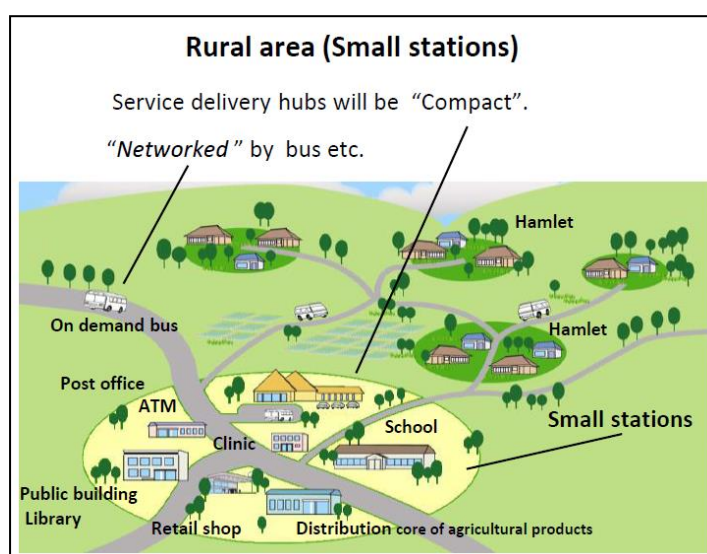 Rural area (Small stations)
Service delivery hubs will be “Compact”.
“Networked ” by bus etc.
Hamlet
On demand bus
Hamlet
Post office
ATM
Clinic
School
Small stations
Public building
Library
Retail shop
Distribution core of agricultural products